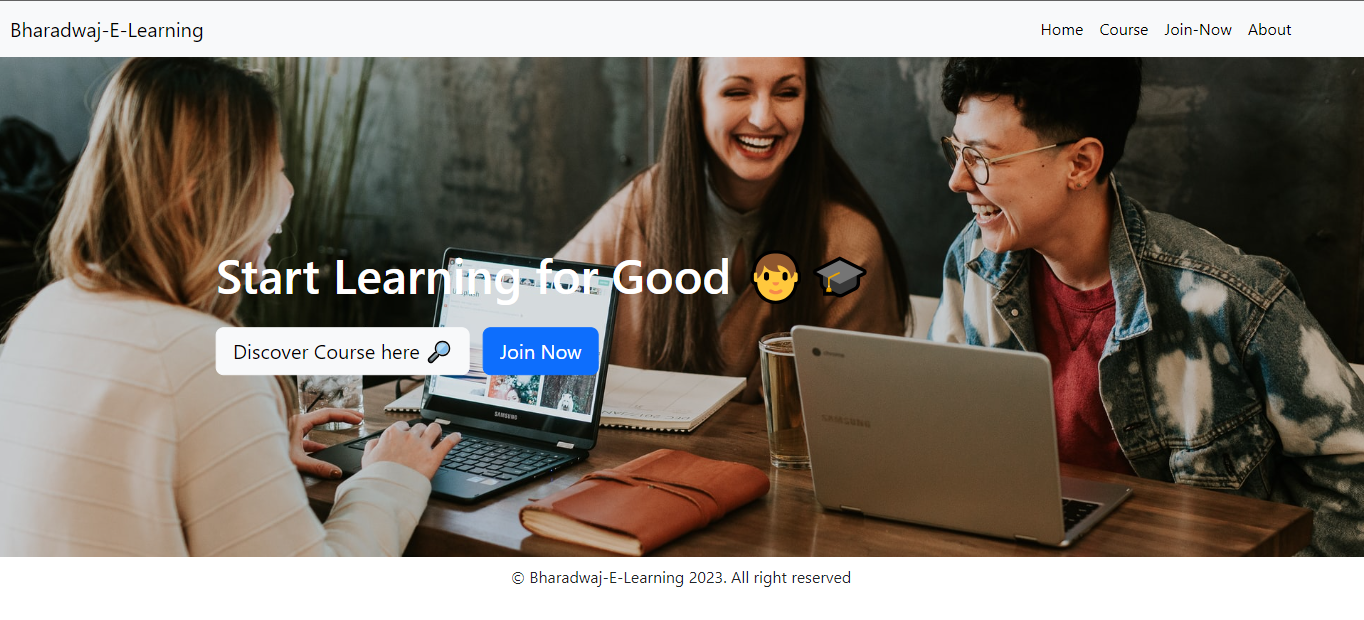 Bharadwaj-E-Learning
Home Course Join-Now About
Start Learning for Good 🧑 🎓
Discover Course here 🔎 Join Now
SAMSUNG
chrome
SAMSUNG
© Bharadwaj-E-Learning 2023. All right reserved